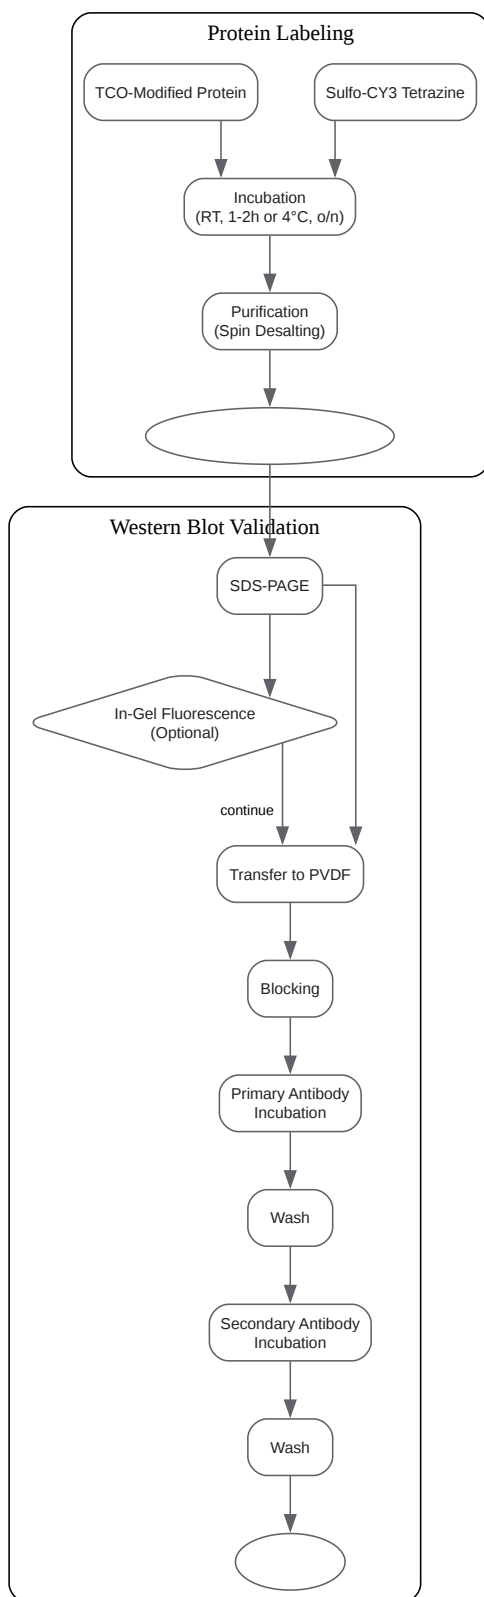 Protein Labeling
TCO-Modified Protein
Sulfo-CY3 Tetrazine
Incubation
(RT, 1-2h or 4°C, o/n)
Purification
(Spin Desalting)
Western Blot Validation
SDS-PAGE
In-Gel Fluorescence
(Optional)
continue
Transfer to PVDF
Blocking
Primary Antibody
Incubation
Wash
Secondary Antibody
Incubation
Wash